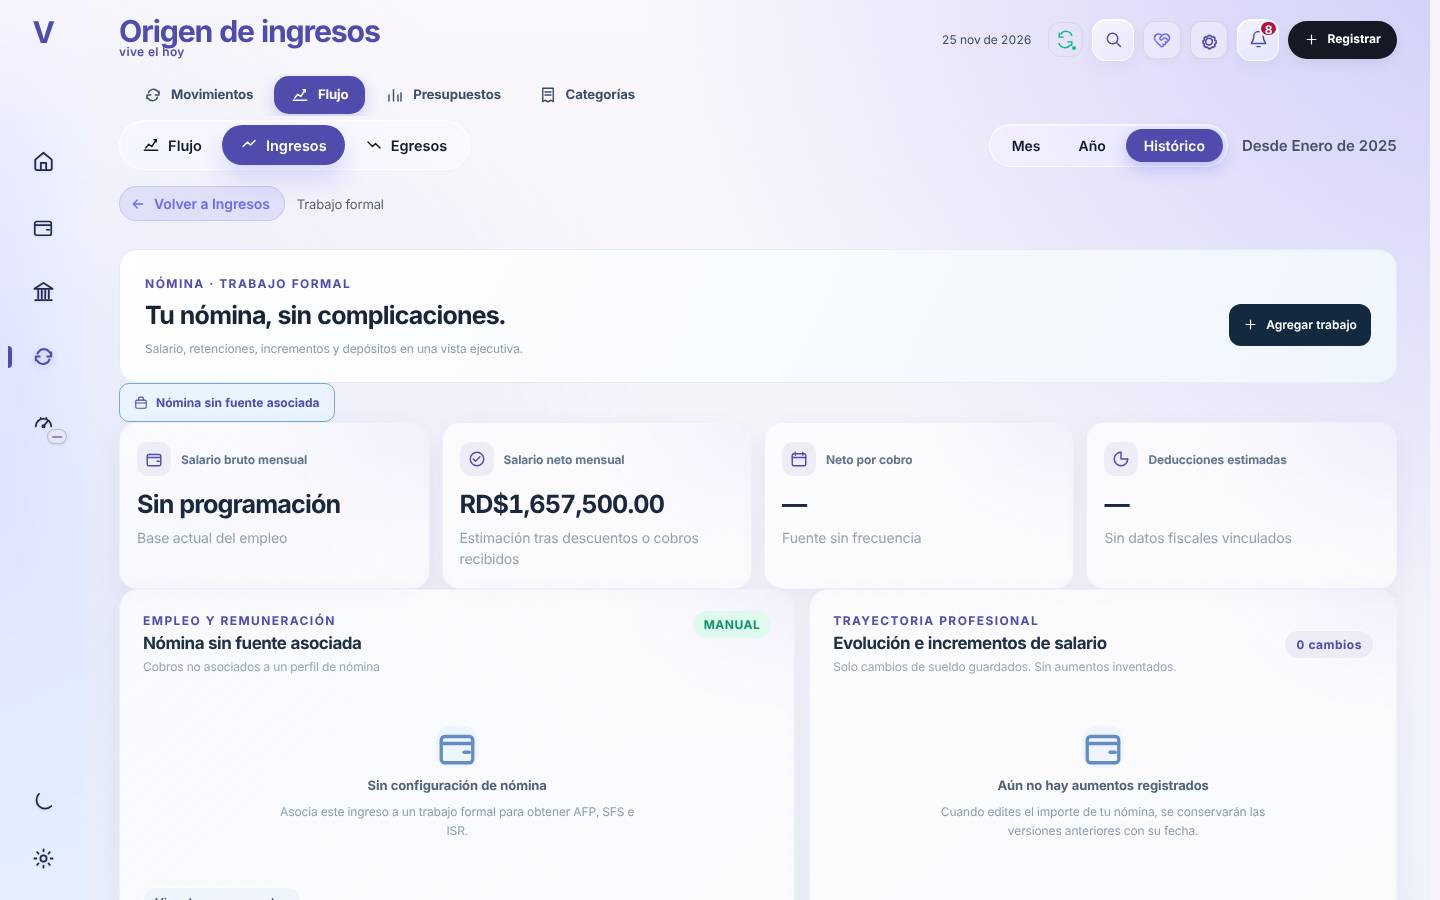 V
Origen de ingresos
vive el hoy
25 nov de 2026
8
Registrar
Movimientos
Flujo
Presupuestos
Categorías
Flujo
Ingresos
Egresos
Mes
Año
Histórico
Desde Enero de 2025
Volver a Ingresos
Trabajo formal
NÓMINA · TRABAJO FORMAL
Tu nómina, sin complicaciones.
Salario, retenciones, incrementos y depósitos en una vista ejecutiva.
Agregar trabajo
Nómina sin fuente asociada
Salario bruto mensual
Sin programación
Base actual del empleo
Salario neto mensual
RD$1,657,500.00
Estimación tras descuentos o cobros
recibidos
Neto por cobro
—
Fuente sin frecuencia
Deducciones estimadas
—
Sin datos fiscales vinculados
EMPLEO Y REMUNERACIÓN
Nómina sin fuente asociada
Cobros no asociados a un perfil de nómina
MANUAL
Sin configuración de nómina
Asocia este ingreso a un trabajo formal para obtener AFP, SFS e
ISR.
TRAYECTORIA PROFESIONAL
Evolución e incrementos de salario
Solo cambios de sueldo guardados. Sin aumentos inventados.
0 cambios
Aún no hay aumentos registrados
Cuando edites el importe de tu nómina, se conservarán las
versiones anteriores con su fecha.